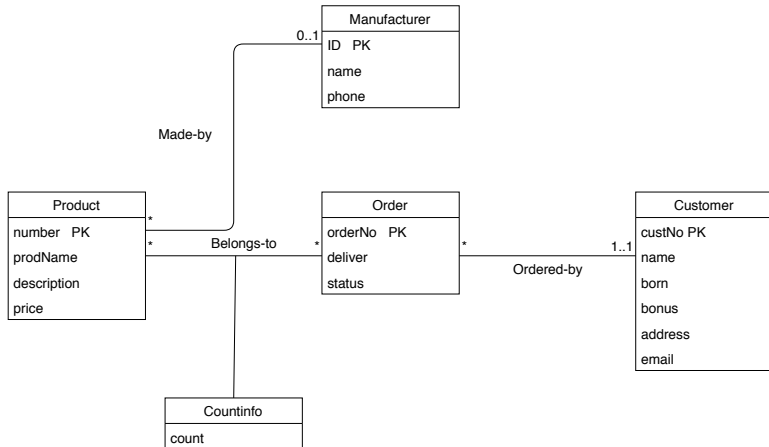 Manufacturer
0..1
ID PK
name
phone
Made-by
Product
number PK
prodName
description
price
*
*
Belongs-to
*
Order
orderNo PK
deliver
status
*
Ordered-by
1..1
Customer
custNo PK
name
born
bonus
address
email
Countinfo
count